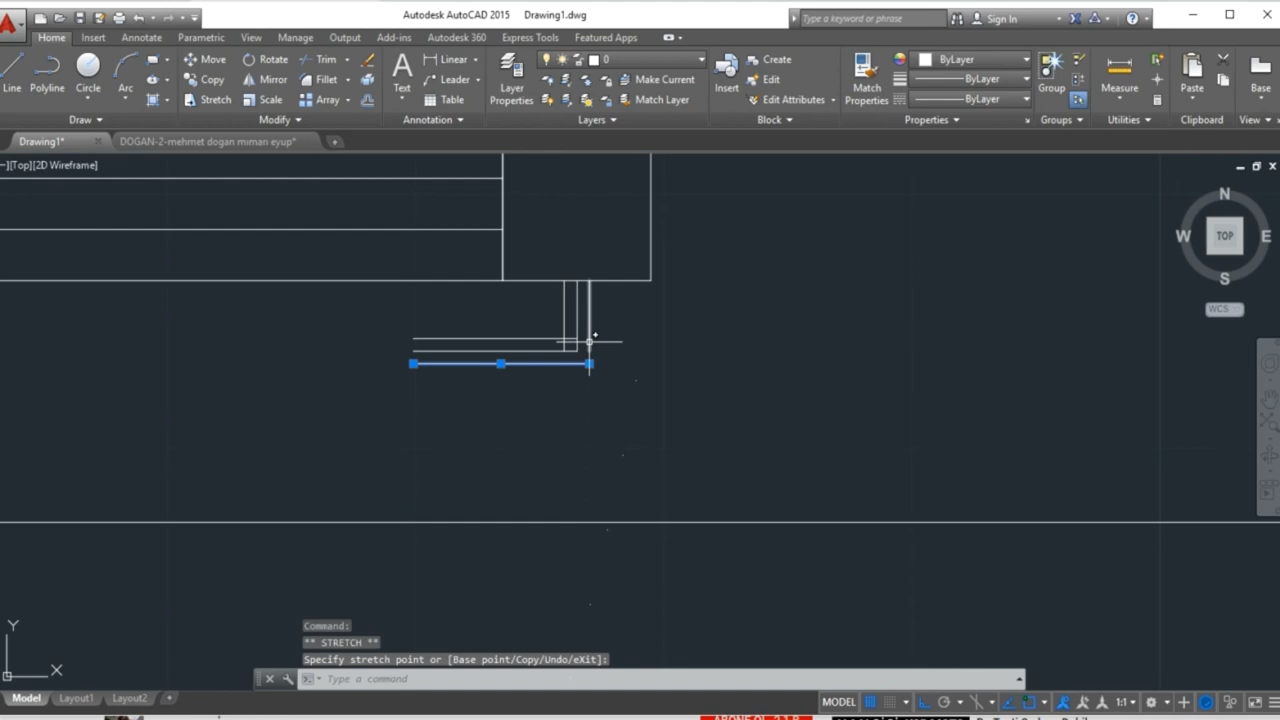 Autodesk AutoCAD 2015 Drawing1.dwg
Type a keyword or phrase
Sign In
Home Insert Annotate Parametric View Manage Output Add-ins Autodesk 360 Express Tools Featured Apps
Line
Polyline
Circle
Arc
Move
Rotate
Trim
Copy
Mirror
Fillet
Stretch
Scale
Array
Text
Linear
Leader
Table
Layer
Properties
0
Make Current
Match Layer
Insert
Create
Edit
Edit Attributes
Match
Properties
ByLayer
ByLayer
ByLayer
Group
Measure
Paste
Base
Draw
Modify
Annotation
Layers
Block
Properties
Groups
Utilities
Clipboard
View
Drawing1*
DOGAN-2-mehmet dogan mıman eyup*
][Top][2D Wireframe]
N
W
TOP
E
S
WCS
Y
X
Command:
** STRETCH **
Specify stretch point or [Base point/Copy/Undo/eXit]:
Type a command
Model Layout1 Layout2
MODEL
1:1